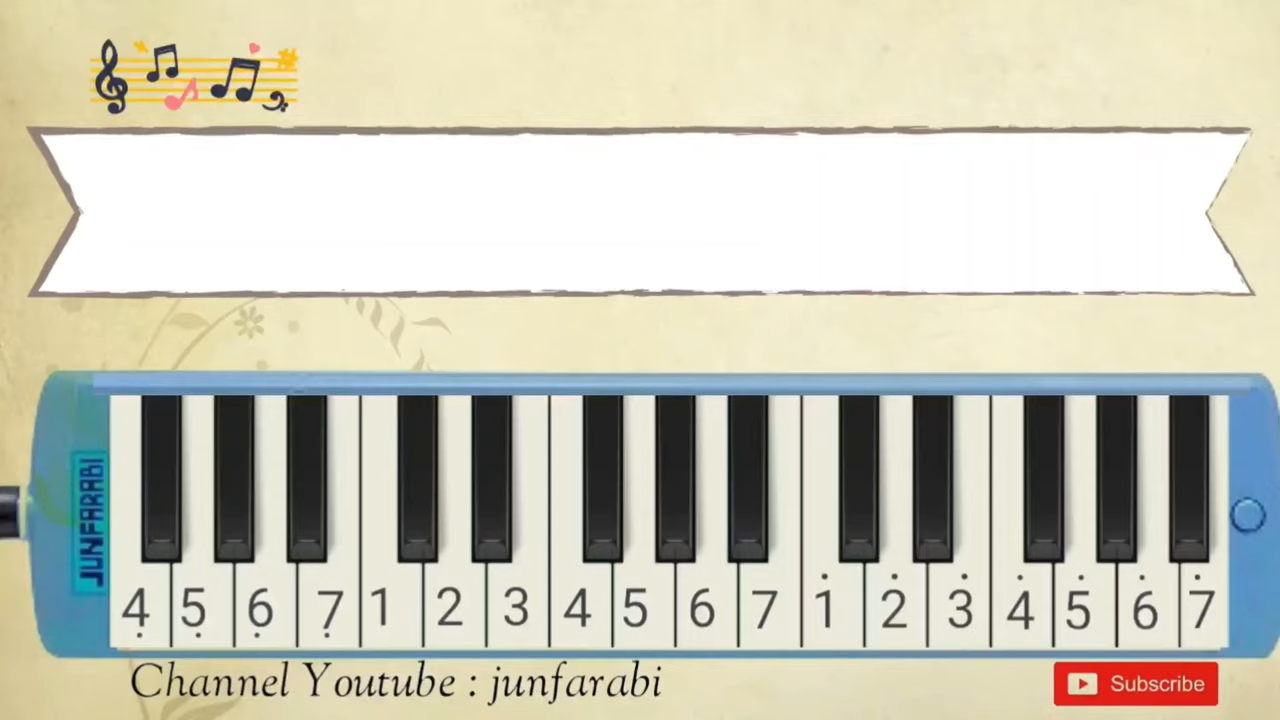 JUNFARABI
4̣ 5̣ 6̣ 7̣ 1 2 3 4 5 6 7 1̇ 2̇ 3̇ 4̇ 5̇ 6̇ 7̇
Channel Youtube : junfarabi
Subscribe